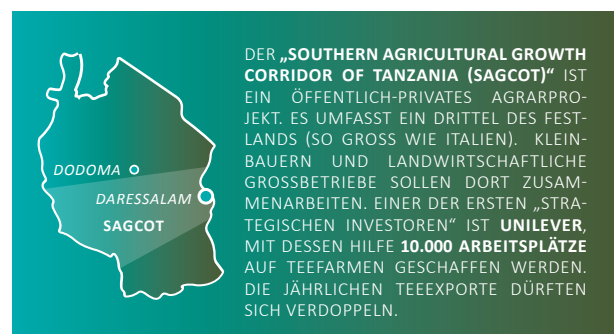 DODOMA
DARESSALAM
SAGCOT
DER „SOUTHERN AGRICULTURAL GROWTH
CORRIDOR OF TANZANIA (SAGCOT)“ IST
EIN ÖFFENTLICH-PRIVATES AGRARPRO-
JEKT. ES UMFASST EIN DRITTEL DES FEST-
LANDS (SO GROSS WIE ITALIEN). KLEIN-
BAUERN UND LANDWIRTSCHAFTLICHE
GROSSBETRIEBE SOLLEN DORT ZUSAM-
MENARBEITEN. EINER DER ERSTEN „STRA-
TEGISCHEN INVESTOREN“ IST UNILEVER,
MIT DESSEN HILFE 10.000 ARBEITSPLÄTZE
AUF TEEFARMEN GESCHAFFEN WERDEN.
DIE JÄHRLICHEN TEEEXPORTE DÜRFTEN
SICH VERDOPPELN.